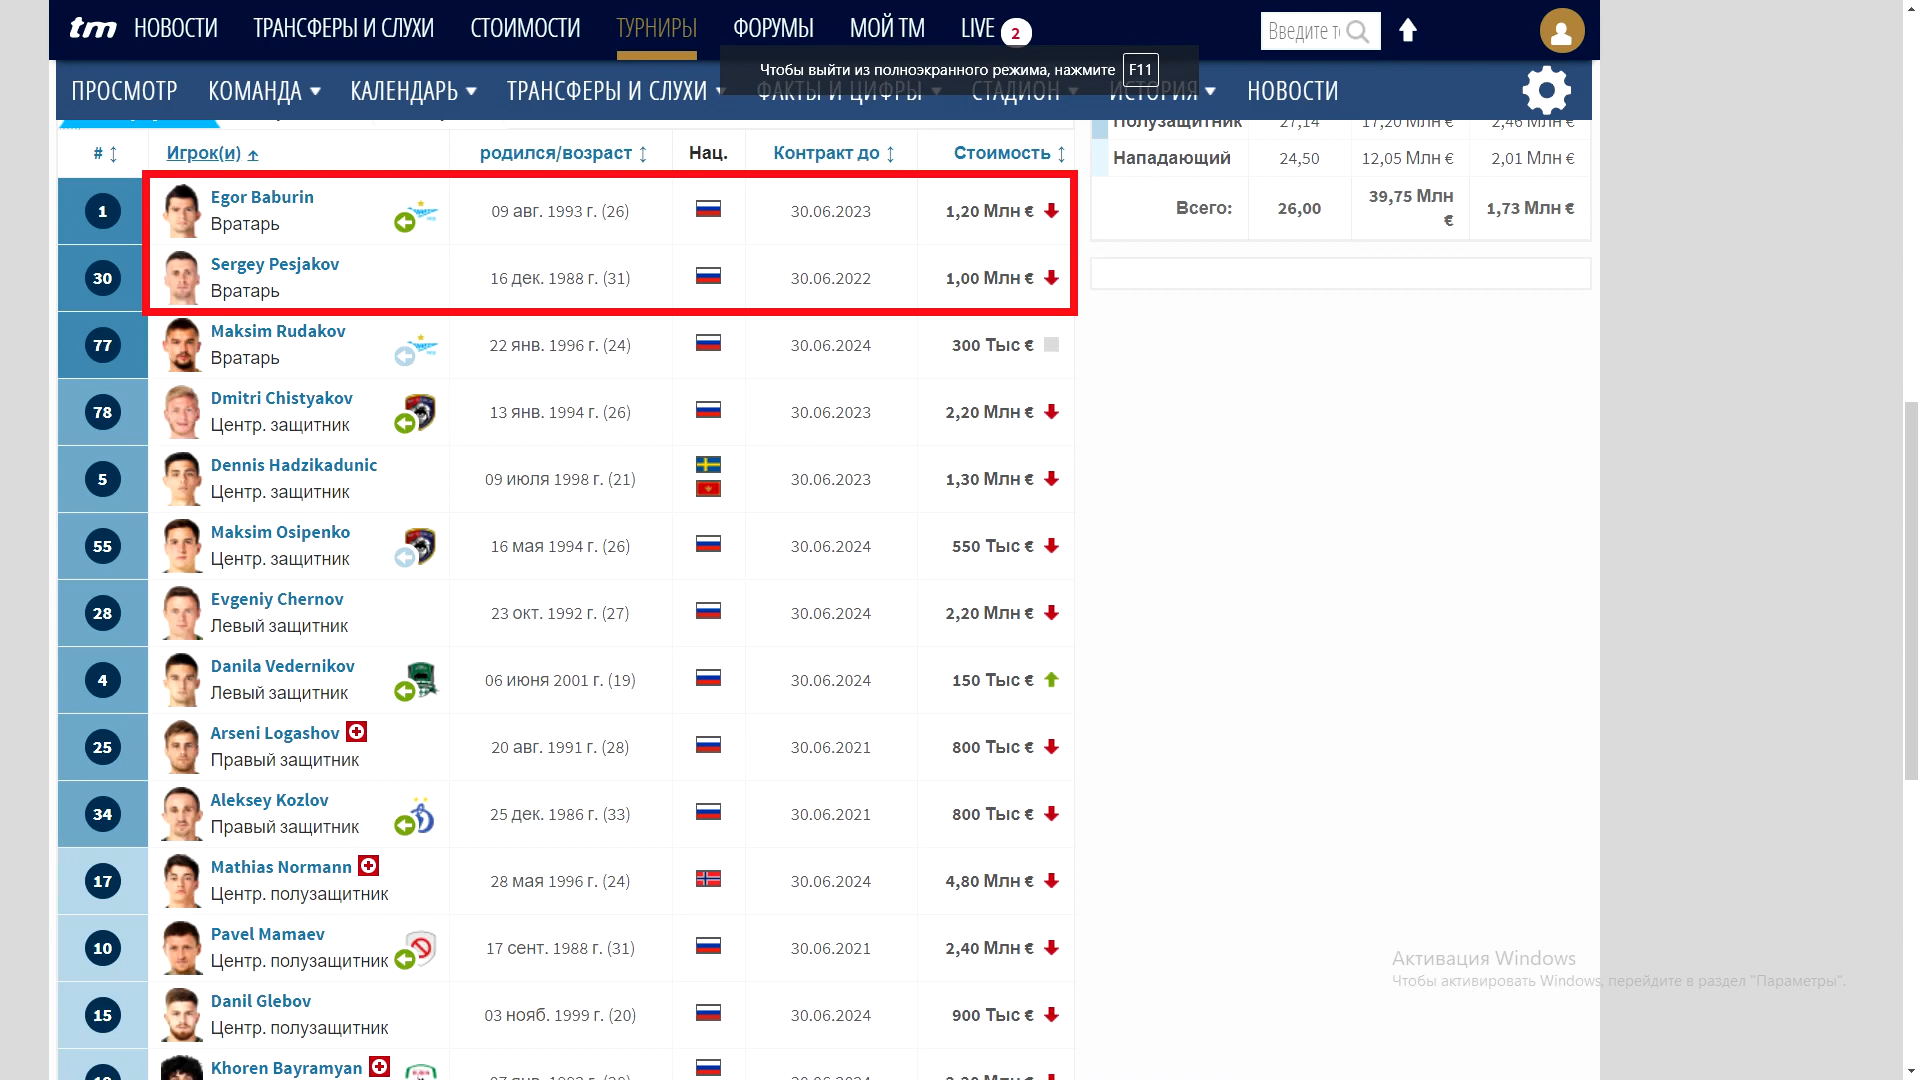 tm НОВОСТИ ТРАНСФЕРЫ И СЛУХИ СТОИМОСТИ ТУРНИРЫ ФОРУМЫ МОЙ ТМ LIVE 2 Введите
Чтобы выйти из полноэкранного режима, нажмите F11
ПРОСМОТР КОМАНДА КАЛЕНДАРЬ ТРАНСФЕРЫ И СЛУХИ ФАКТЫ И ЦИФРЫ СТАДИОН ИСТОРИЯ НОВОСТИ
# Игрок(и) родился/возраст Нац. Контракт до Стоимость
1 Egor Baburin 09 авг. 1993 г. (26) 30.06.2023 1,20 Млн €
Вратарь
30 Sergey Pesjakov 16 дек. 1988 г. (31) 30.06.2022 1,00 Млн €
Вратарь
77 Maksim Rudakov 22 янв. 1996 г. (24) 30.06.2024 300 Тыс €
Вратарь
78 Dmitri Chistyakov 13 янв. 1994 г. (26) 30.06.2023 2,20 Млн €
Центр. защитник
5 Dennis Hadzikadunic 09 июля 1998 г. (21) 30.06.2023 1,30 Млн €
Центр. защитник
55 Maksim Osipenko 16 мая 1994 г. (26) 30.06.2024 550 Тыс €
Центр. защитник
28 Evgeniy Chernov 23 окт. 1992 г. (27) 30.06.2024 2,20 Млн €
Левый защитник
4 Danila Vedernikov 06 июня 2001 г. (19) 30.06.2024 150 Тыс €
Левый защитник
25 Arseni Logashov 20 авг. 1991 г. (28) 30.06.2021 800 Тыс €
Правый защитник
34 Aleksey Kozlov 25 дек. 1986 г. (33) 30.06.2021 800 Тыс €
Правый защитник
17 Mathias Normann 28 мая 1996 г. (24) 30.06.2024 4,80 Млн €
Центр. полузащитник
10 Pavel Mamaev 17 сент. 1988 г. (31) 30.06.2021 2,40 Млн €
Центр. полузащитник
15 Danil Glebov 03 нояб. 1999 г. (20) 30.06.2024 900 Тыс €
Центр. полузащитник
Khoren Bayramyan
Полузащитник 27,14 17,20 Млн € 2,46 Млн €
Нападающий 24,50 12,05 Млн € 2,01 Млн €
Всего: 26,00 39,75 Млн € 1,73 Млн €
Активация Windows
Чтобы активировать Windows, перейдите в раздел "Параметры".